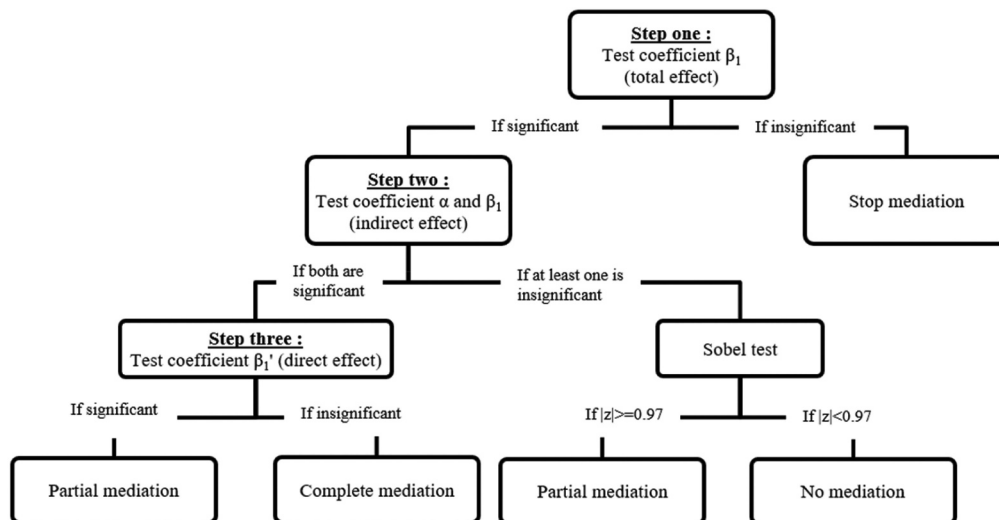 Step one :
Test coefficient β₁
(total effect)
If significant
If insignificant
Step two :
Test coefficient α and β₁
(indirect effect)
Stop mediation
If both are
significant
If at least one is
insignificant
Step three :
Test coefficient β₁' (direct effect)
Sobel test
If significant
If insignificant
If |z|>=0.97
If |z|<0.97
Partial mediation
Complete mediation
Partial mediation
No mediation